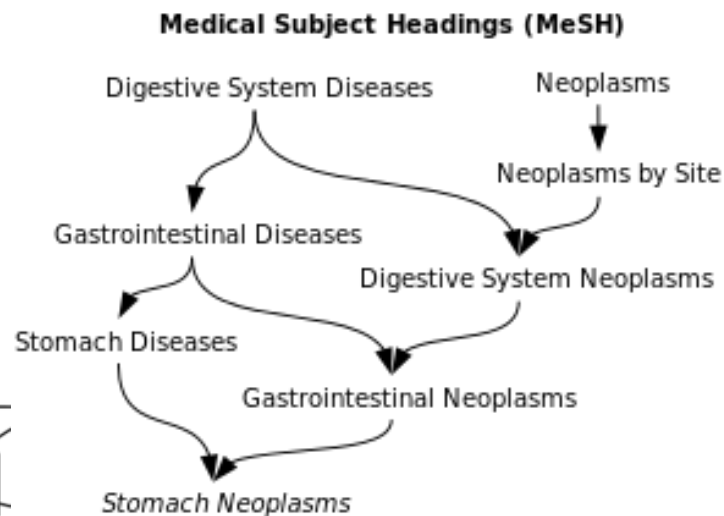 Medical Subject Headings (MeSH)
Digestive System Diseases
Neoplasms
Neoplasms by Site
Gastrointestinal Diseases
Digestive System Neoplasms
Stomach Diseases
Gastrointestinal Neoplasms
Stomach Neoplasms